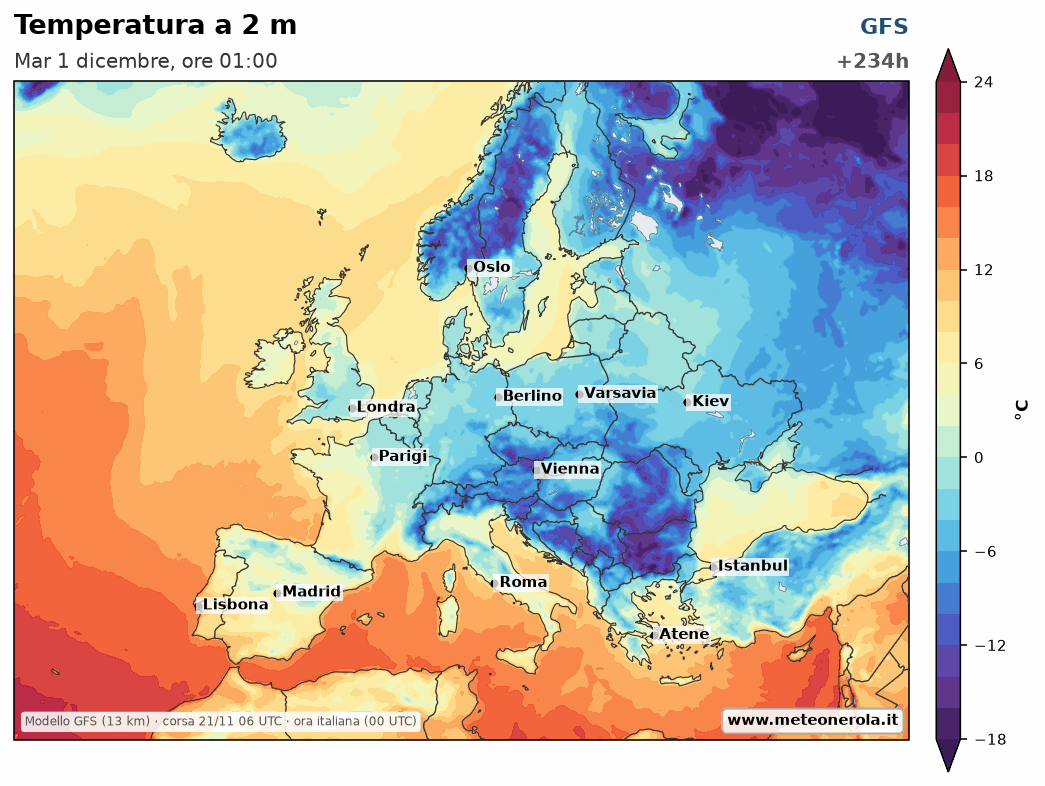 Temperatura a 2 m
GFS
Mar 1 dicembre, ore 01:00
+234h
24
18
12
6
0
−6
−12
−18
°C
Oslo
Berlino
Varsavia
Kiev
Londra
Parigi
Vienna
Istanbul
Roma
Madrid
Lisbona
Atene
Modello GFS (13 km) · corsa 21/11 06 UTC · ora italiana (00 UTC)
www.meteonerola.it